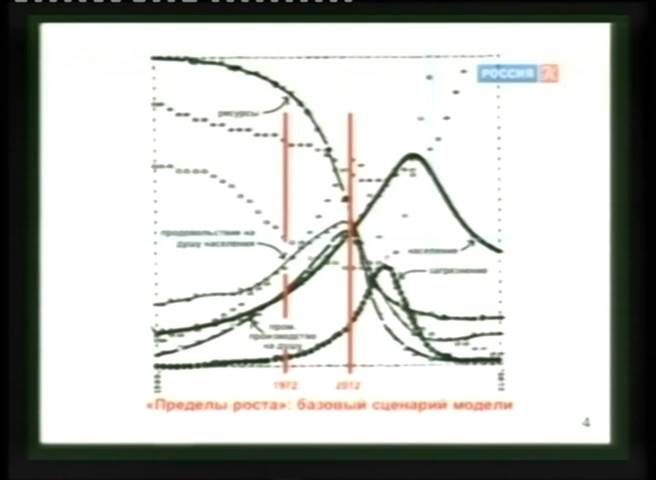 РОССИЯ К
ресурсы
продовольствие на
душу населения
население
загрязнение
пром.
производство
на душу
1972
2012
«Пределы роста»: базовый сценарий модели
4